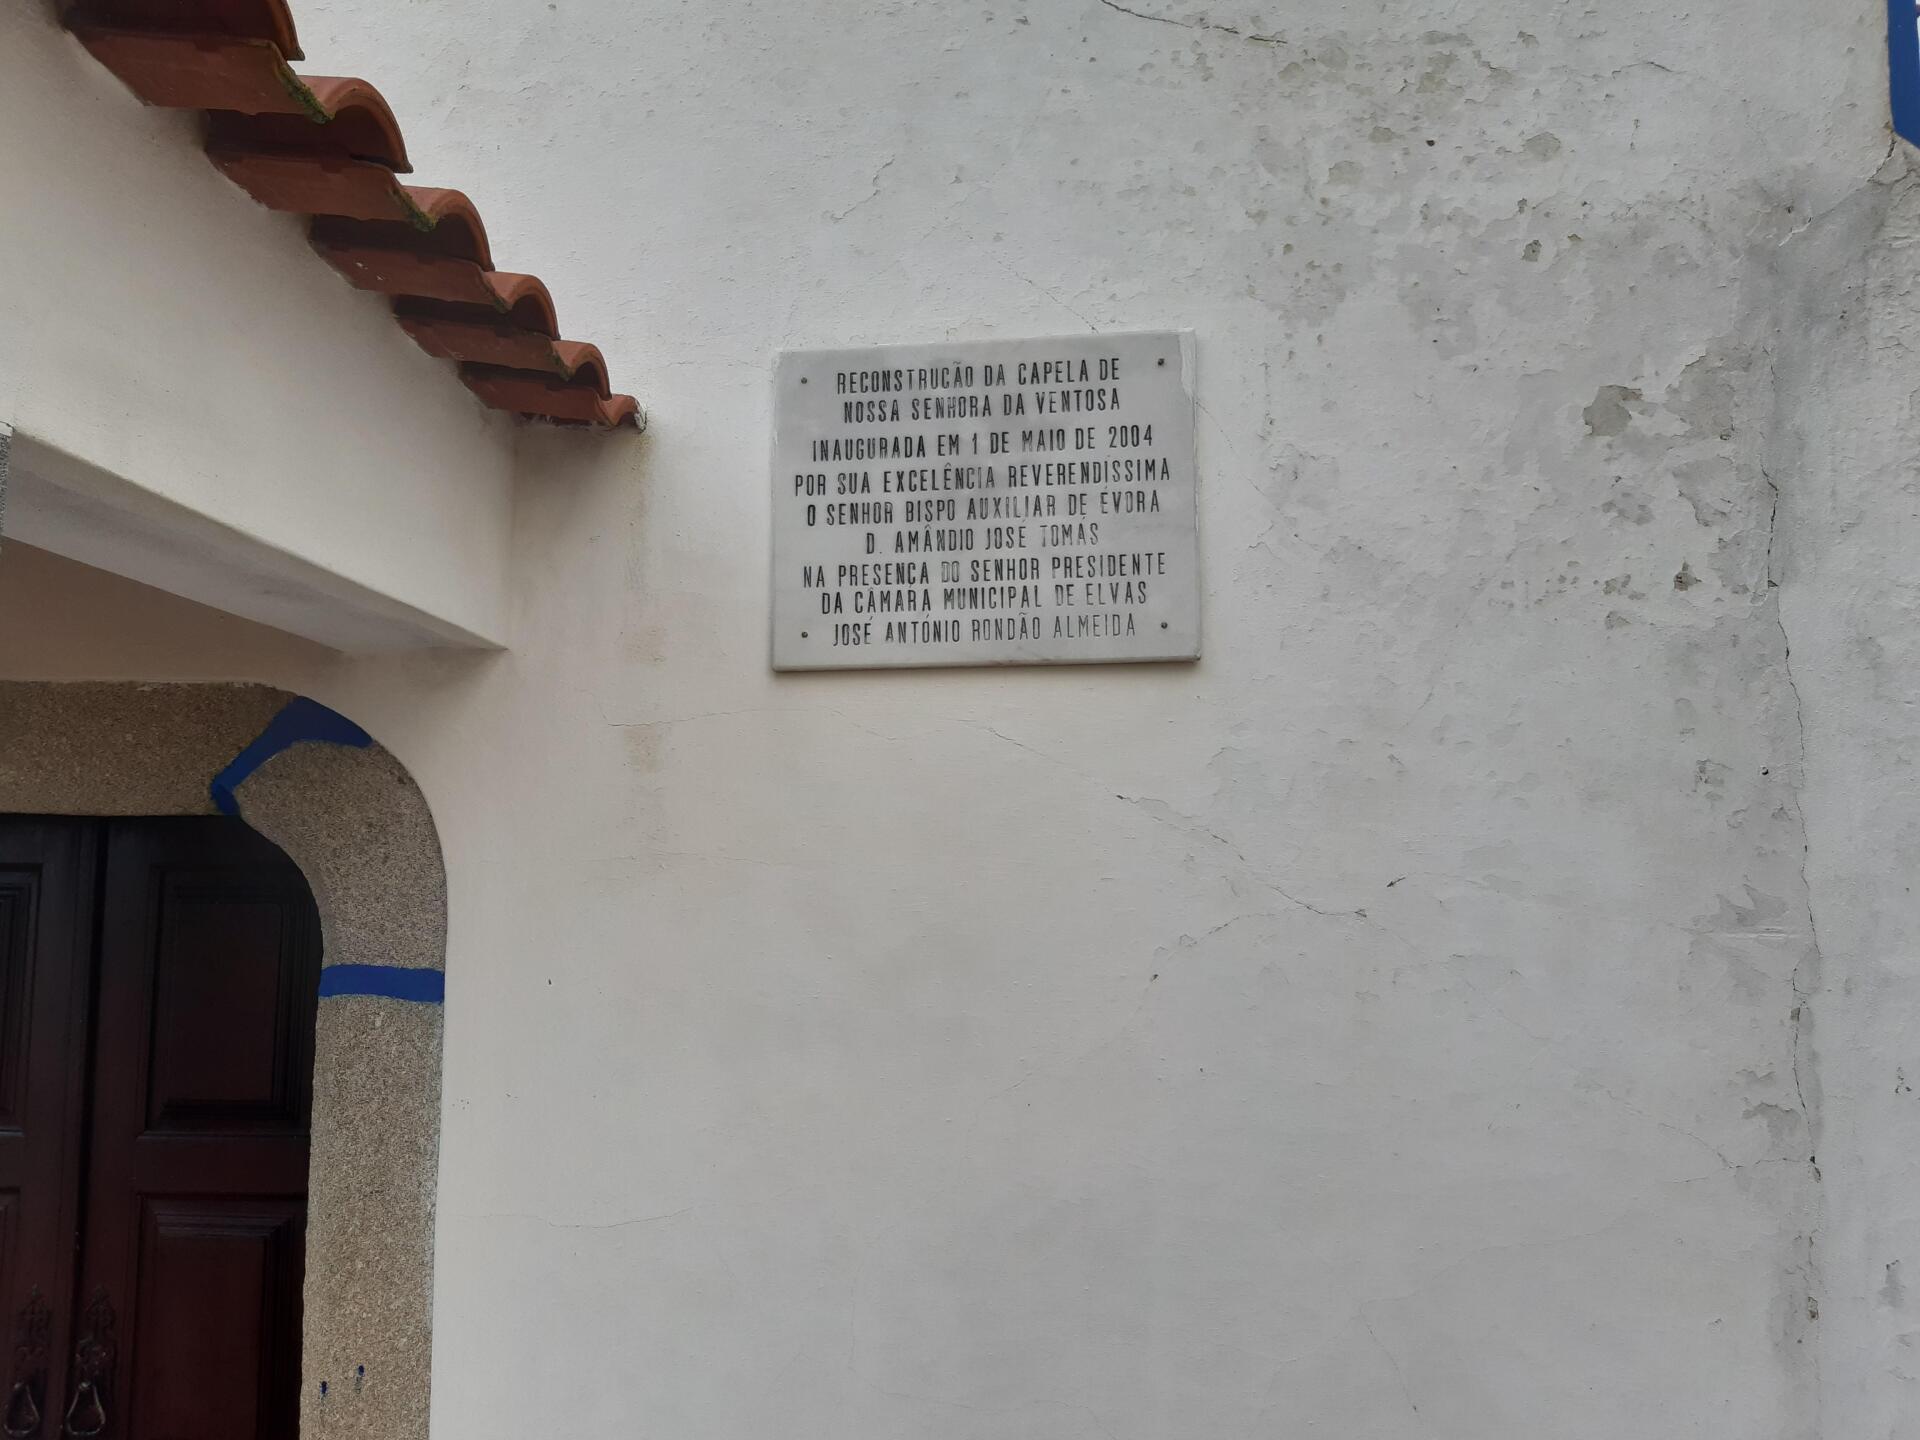 RECONSTRUCÃO DA CAPELA DE
NOSSA SENHORA DA VENTOSA
INAUGURADA EM 1 DE MAIO DE 2004
POR SUA EXCELÊNCIA REVERENDÍSSIMA
O SENHOR BISPO AUXILIAR DE ÉVORA
D. AMÂNDIO JOSÉ TOMÁS
NA PRESENÇA DO SENHOR PRESIDENTE
DA CÂMARA MUNICIPAL DE ELVAS
JOSÉ ANTÓNIO RONDÃO ALMEIDA